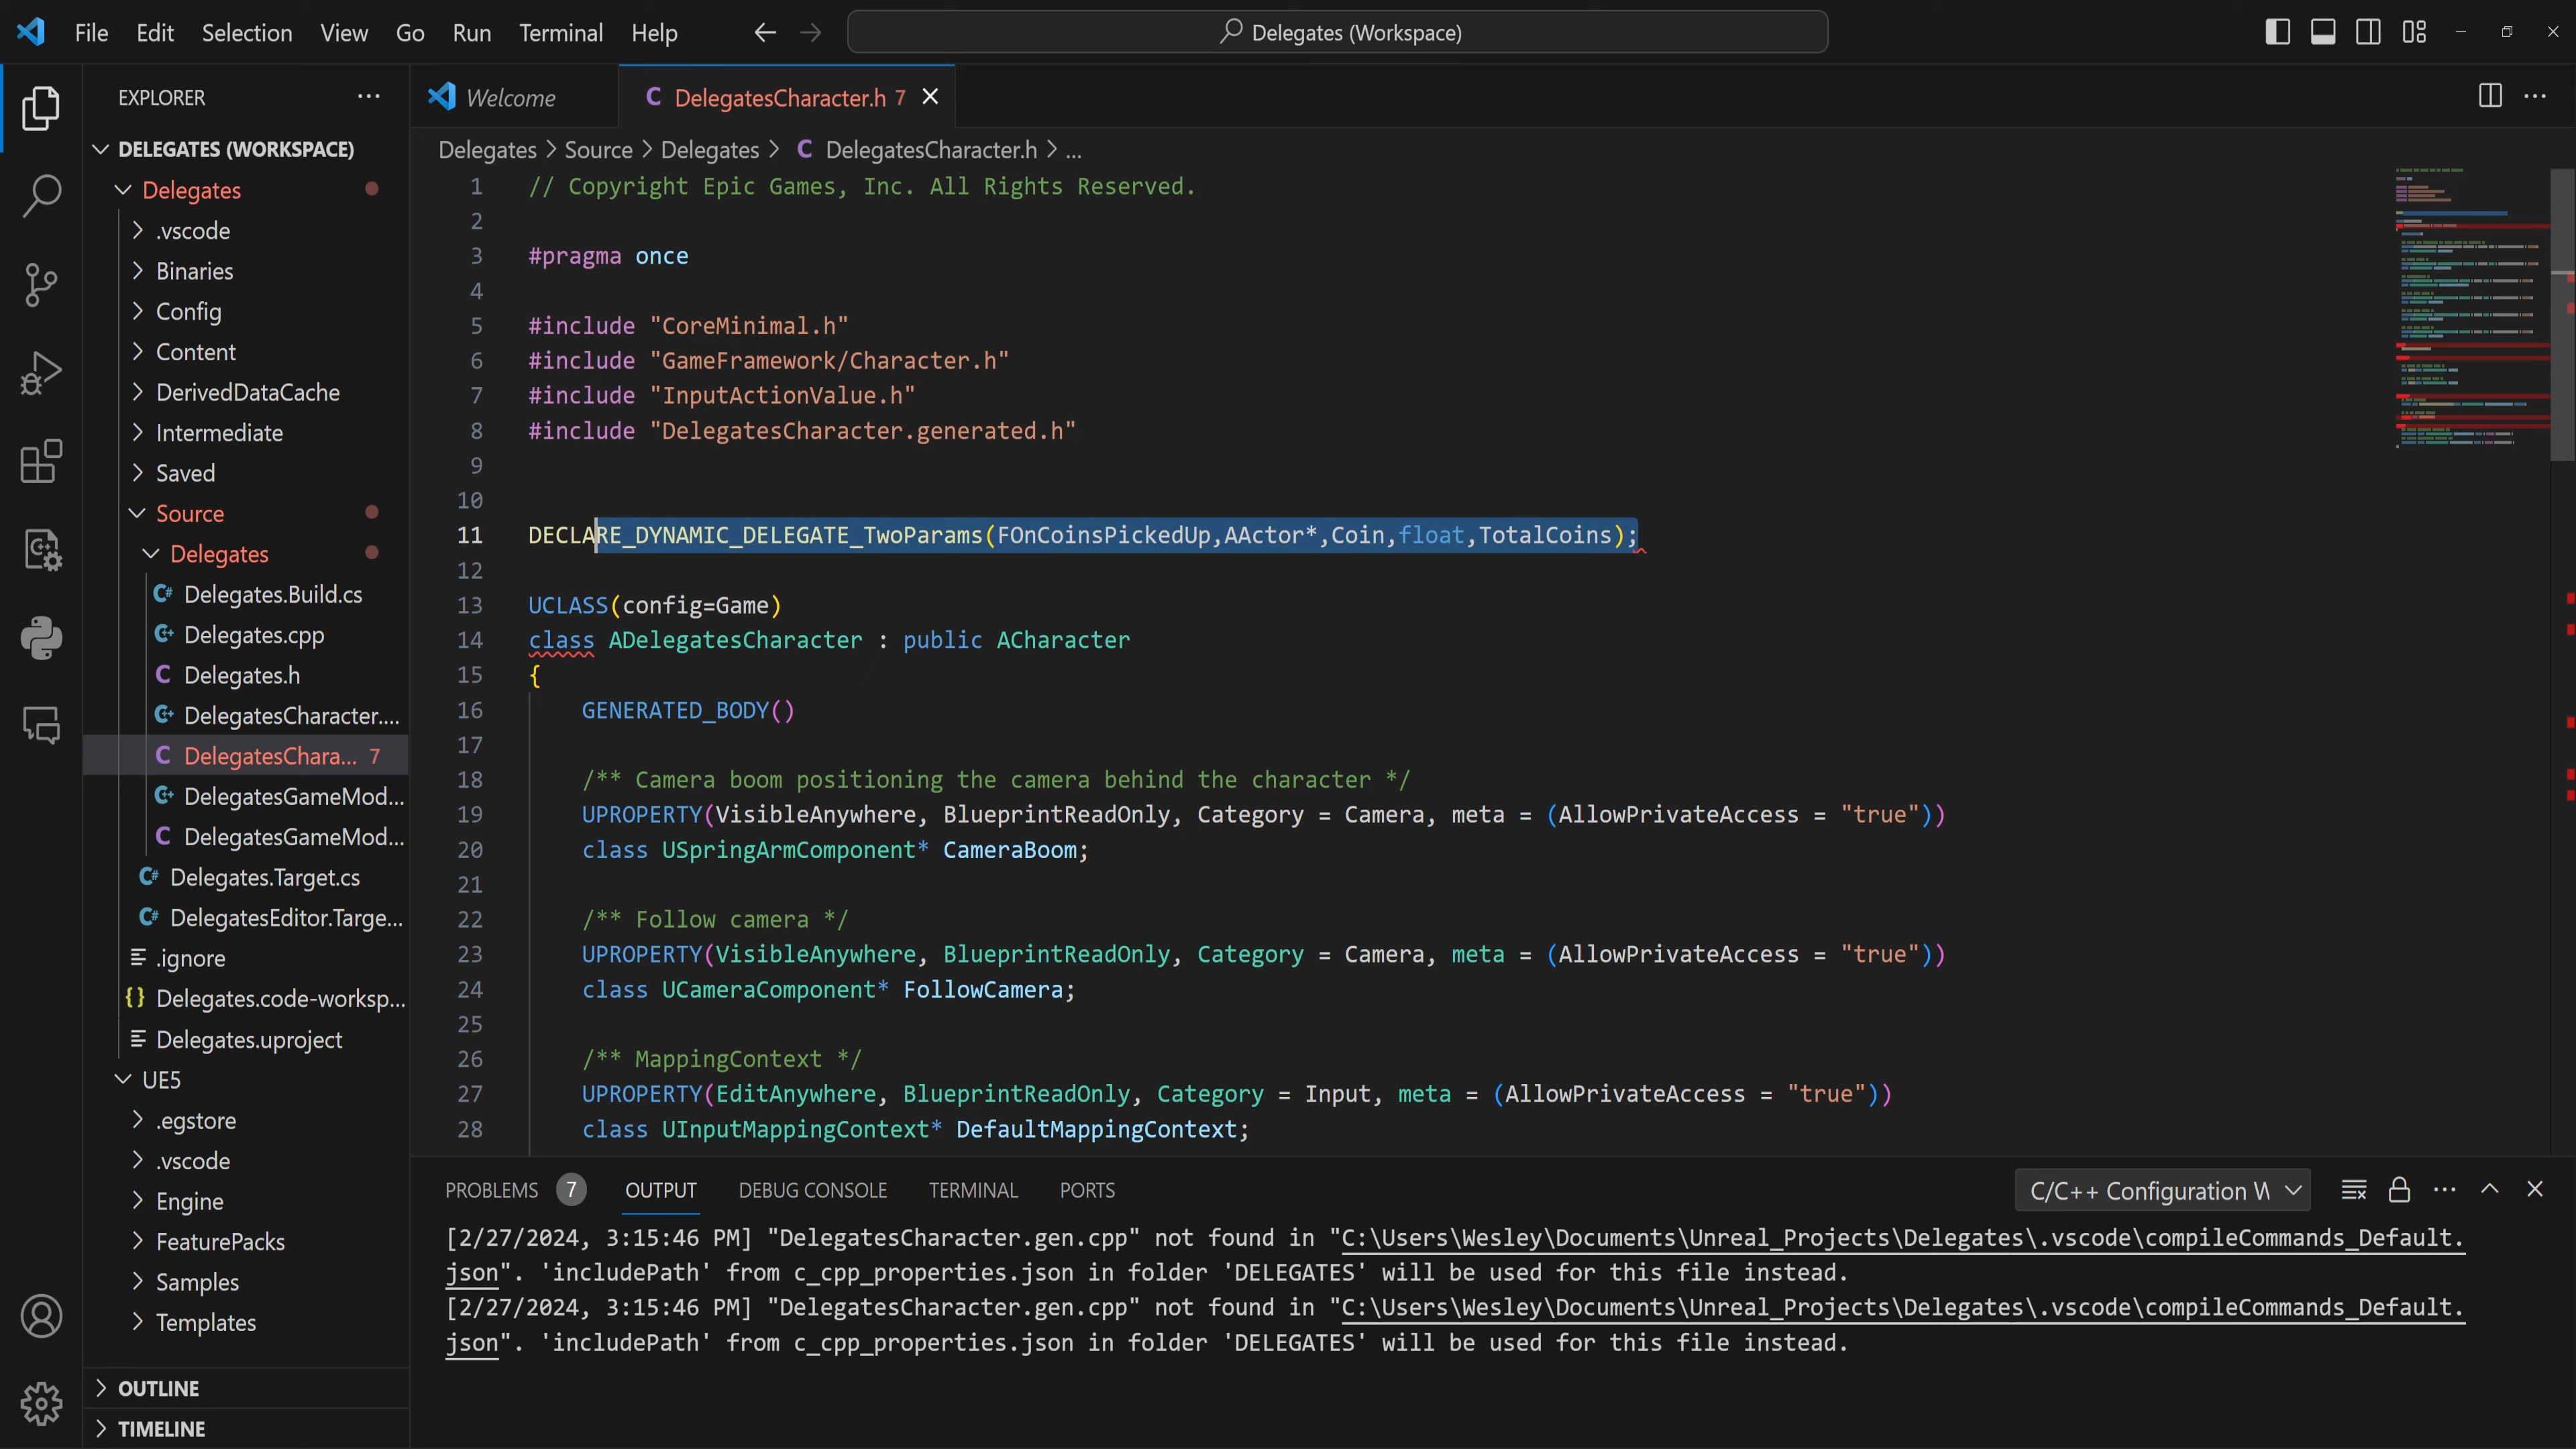 File Edit Selection View Go Run Terminal Help
Delegates (Workspace)
EXPLORER
DELEGATES (WORKSPACE)
Delegates
.vscode
Binaries
Config
Content
DerivedDataCache
Intermediate
Saved
Source
Delegates
C# Delegates.Build.cs
C+ Delegates.cpp
C Delegates.h
C+ DelegatesCharacter....
C DelegatesChara... 7
C+ DelegatesGameMod...
C DelegatesGameMod...
C# Delegates.Target.cs
C# DelegatesEditor.Targe...
.ignore
{} Delegates.code-worksp...
Delegates.uproject
UE5
.egstore
.vscode
Engine
FeaturePacks
Samples
Templates
OUTLINE
TIMELINE
Welcome
C DelegatesCharacter.h 7
Delegates > Source > Delegates > C DelegatesCharacter.h > ...
1 // Copyright Epic Games, Inc. All Rights Reserved.
2
3 #pragma once
4
5 #include "CoreMinimal.h"
6 #include "GameFramework/Character.h"
7 #include "InputActionValue.h"
8 #include "DelegatesCharacter.generated.h"
9
10
11 DECLARE_DYNAMIC_DELEGATE_TwoParams(FOnCoinsPickedUp,AActor*,Coin,float,TotalCoins);
12
13 UCLASS(config=Game)
14 class ADelegatesCharacter : public ACharacter
15 {
16 GENERATED_BODY()
17
18 /** Camera boom positioning the camera behind the character */
19 UPROPERTY(VisibleAnywhere, BlueprintReadOnly, Category = Camera, meta = (AllowPrivateAccess = "true"))
20 class USpringArmComponent* CameraBoom;
21
22 /** Follow camera */
23 UPROPERTY(VisibleAnywhere, BlueprintReadOnly, Category = Camera, meta = (AllowPrivateAccess = "true"))
24 class UCameraComponent* FollowCamera;
25
26 /** MappingContext */
27 UPROPERTY(EditAnywhere, BlueprintReadOnly, Category = Input, meta = (AllowPrivateAccess = "true"))
28 class UInputMappingContext* DefaultMappingContext;
PROBLEMS 7 OUTPUT DEBUG CONSOLE TERMINAL PORTS
C/C++ Configuration W
[2/27/2024, 3:15:46 PM] "DelegatesCharacter.gen.cpp" not found in "C:\Users\Wesley\Documents\Unreal_Projects\Delegates\.vscode\compileCommands_Default.
json". 'includePath' from c_cpp_properties.json in folder 'DELEGATES' will be used for this file instead.
[2/27/2024, 3:15:46 PM] "DelegatesCharacter.gen.cpp" not found in "C:\Users\Wesley\Documents\Unreal_Projects\Delegates\.vscode\compileCommands_Default.
json". 'includePath' from c_cpp_properties.json in folder 'DELEGATES' will be used for this file instead.